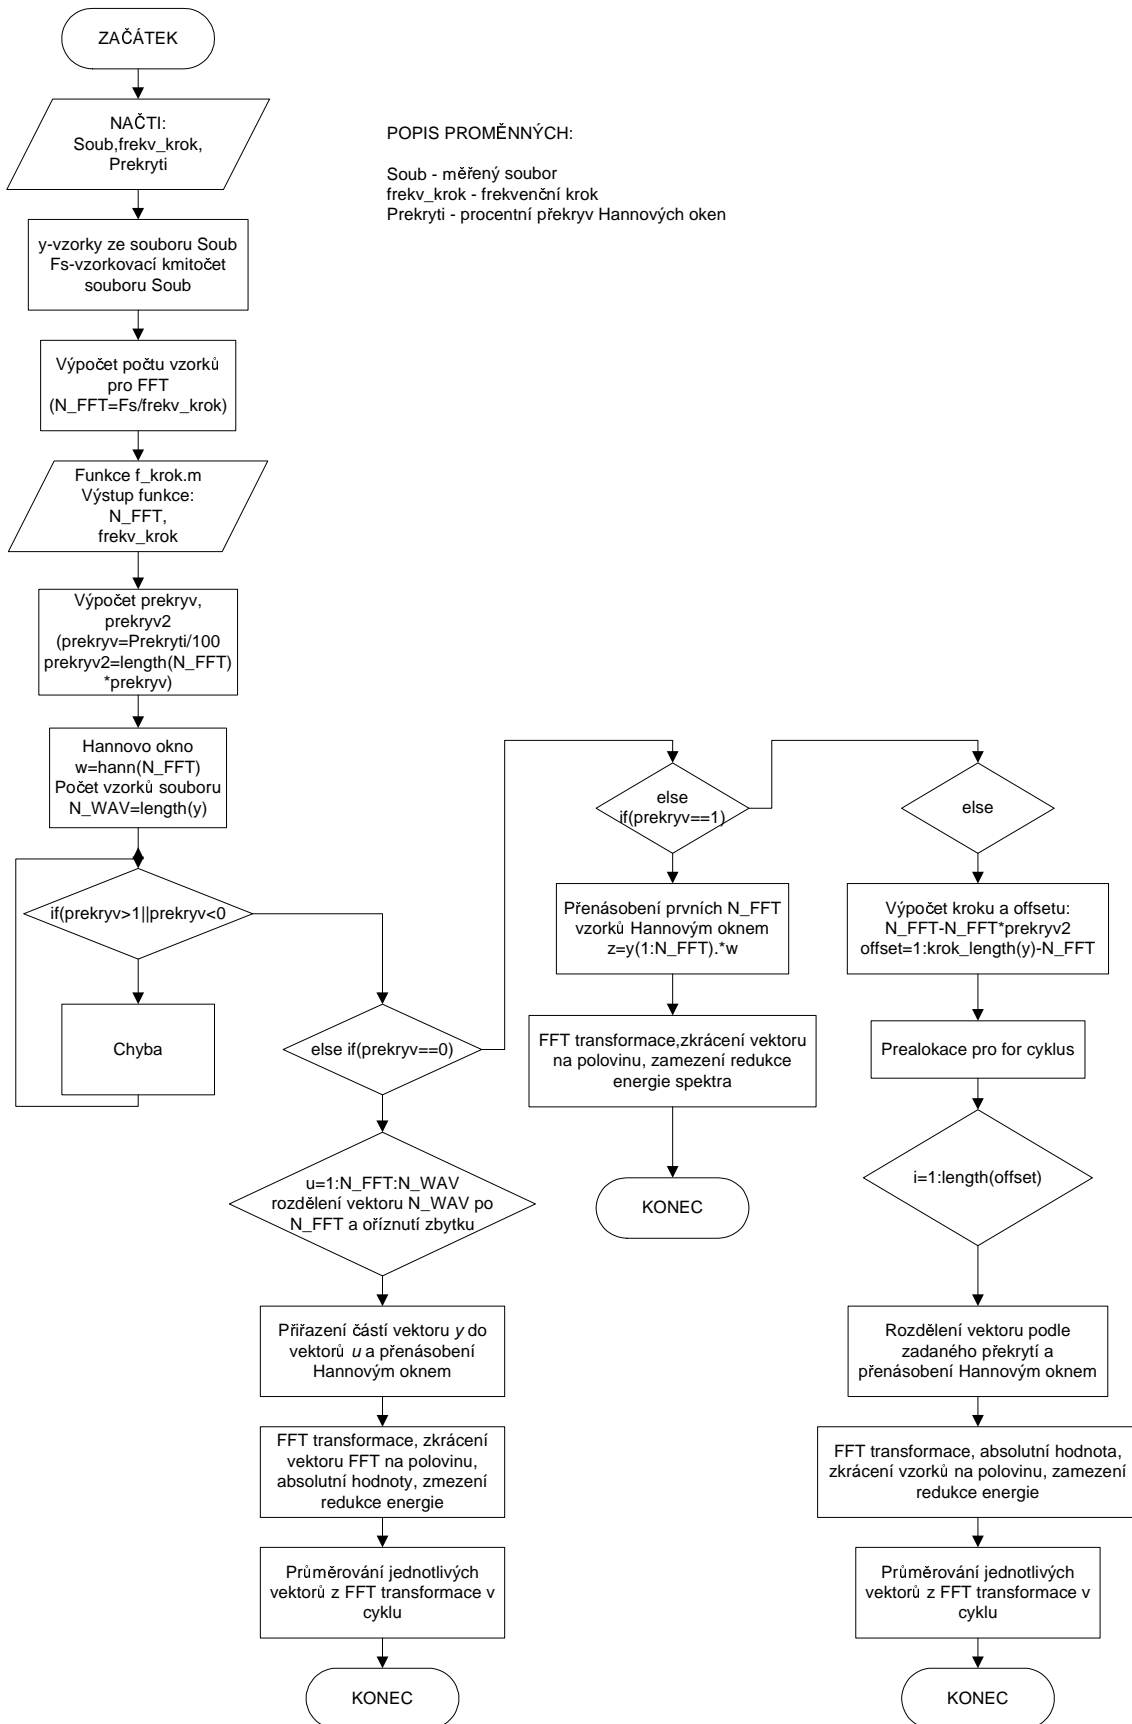 ZAČÁTEK
NAČTI:
Soub,frekv_krok,
Prekryti
POPIS PROMĚNNÝCH:
Soub - měřený soubor
frekv_krok - frekvenční krok
Prekryti - procentní překryv Hannových oken
y-vzorky ze souboru Soub
Fs-vzorkovací kmitočet
souboru Soub
Výpočet počtu vzorků
pro FFT
(N_FFT=Fs/frekv_krok)
Funkce f_krok.m
Výstup funkce:
N_FFT,
frekv_krok
Výpočet prekryv,
prekryv2
(prekryv=Prekryti/100
prekryv2=length(N_FFT)
*prekryv)
Hannovo okno
w=hann(N_FFT)
Počet vzorků souboru
N_WAV=length(y)
if(prekryv>1||prekryv<0
Chyba
else if(prekryv==0)
u=1:N_FFT:N_WAV
rozdělení vektoru N_WAV po
N_FFT a oříznutí zbytku
Přiřazení částí vektoru y do
vektorů u a přenásobení
Hannovým oknem
FFT transformace, zkrácení
vektoru FFT na polovinu,
absolutní hodnoty, zmezení
redukce energie
Průměrování jednotlivých
vektorů z FFT transformace v
cyklu
KONEC
else
if(prekryv==1)
Přenásobení prvních N_FFT
vzorků Hannovým oknem
z=y(1:N_FFT).*w
FFT transformace,zkrácení vektoru
na polovinu, zamezení redukce
energie spektra
KONEC
else
Výpočet kroku a offsetu:
N_FFT-N_FFT*prekryv2
offset=1:krok_length(y)-N_FFT
Prealokace pro for cyklus
i=1:length(offset)
Rozdělení vektoru podle
zadaného překrytí a
přenásobení Hannovým oknem
FFT transformace, absolutní hodnota,
zkrácení vzorků na polovinu, zamezení
redukce energie
Průměrování jednotlivých
vektorů z FFT transformace v
cyklu
KONEC